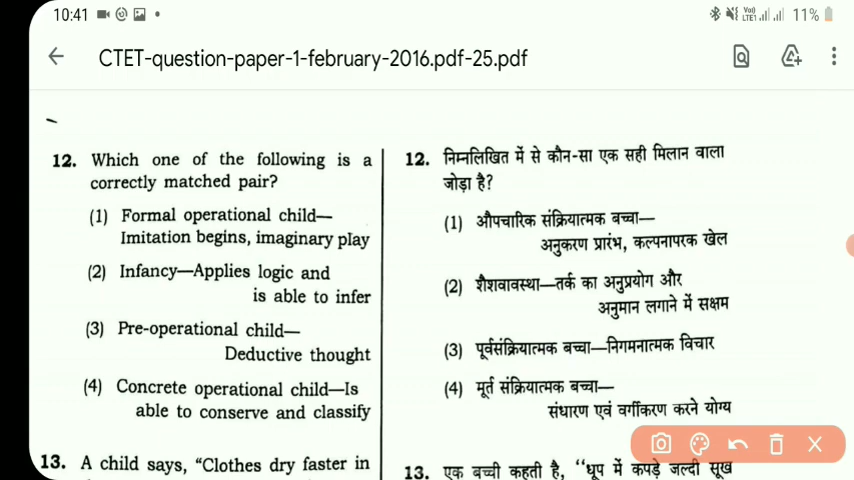 10:41
Vo))
LTE1
11%
CTET-question-paper-1-february-2016.pdf-25.pdf
12. Which one of the following is a
correctly matched pair?
(1) Formal operational child—
Imitation begins, imaginary play
(2) Infancy—Applies logic and
is able to infer
(3) Pre-operational child—
Deductive thought
(4) Concrete operational child—Is
able to conserve and classify
13. A child says, “Clothes dry faster in
12. निम्नलिखित में से कौन-सा एक सही मिलान वाला
जोड़ा है?
(1) औपचारिक संक्रियात्मक बच्चा—
अनुकरण प्रारंभ, कल्पनापरक खेल
(2) शैशवावस्था—तर्क का अनुप्रयोग और
अनुमान लगाने में सक्षम
(3) पूर्वसंक्रियात्मक बच्चा—निगमनात्मक विचार
(4) मूर्त संक्रियात्मक बच्चा—
संधारण एवं वर्गीकरण करने योग्य
13. एक बच्ची कहती है, “धूप में कपड़े जल्दी सूख